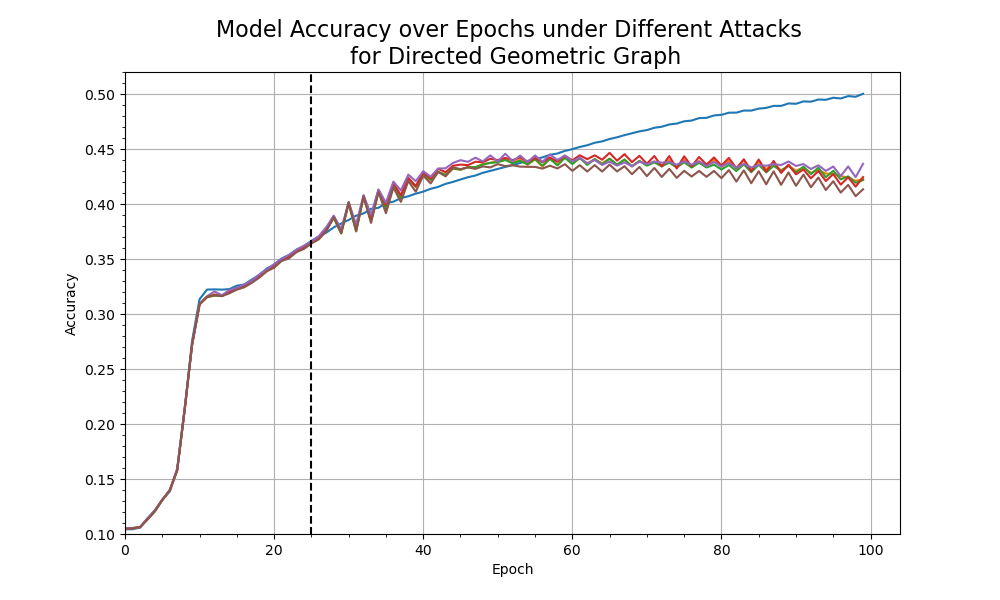 Model Accuracy over Epochs under Different Attacks
for Directed Geometric Graph
0.50
0.45
0.40
0.35
0.30
0.25
0.20
0.15
0.10
Accuracy
0 20 40 60 80 100
Epoch